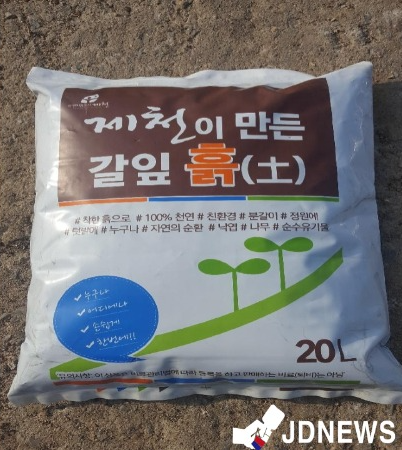 제천이 만든
갈잎 흙(土)
# 착한 흙으로 # 100% 천연 # 친환경 # 분갈이 # 정원에
# 텃밭에 # 누구나 # 자연의 순환 # 낙엽 # 나무 # 순수유기물
✓ 누구나
✓ 어디에나
✓ 손쉽게
✓ 한번에!!
20L
JDNEWS